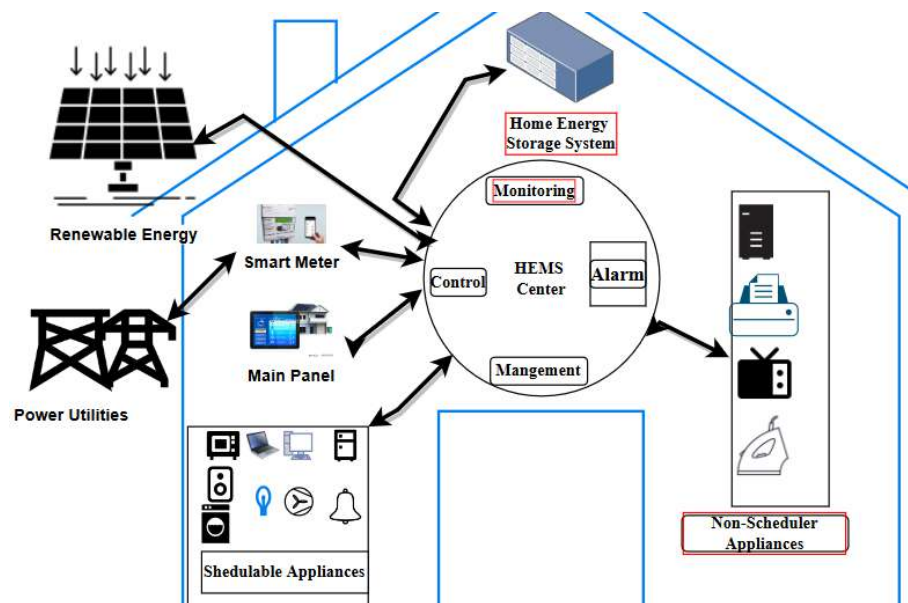 Home Energy
Storage System
Monitoring
Renewable Energy
Smart Meter
Control
HEMS
Center
Alarm
Main Panel
Mangement
Power Utilities
Shedulable Appliances
Non-Scheduler
Appliances